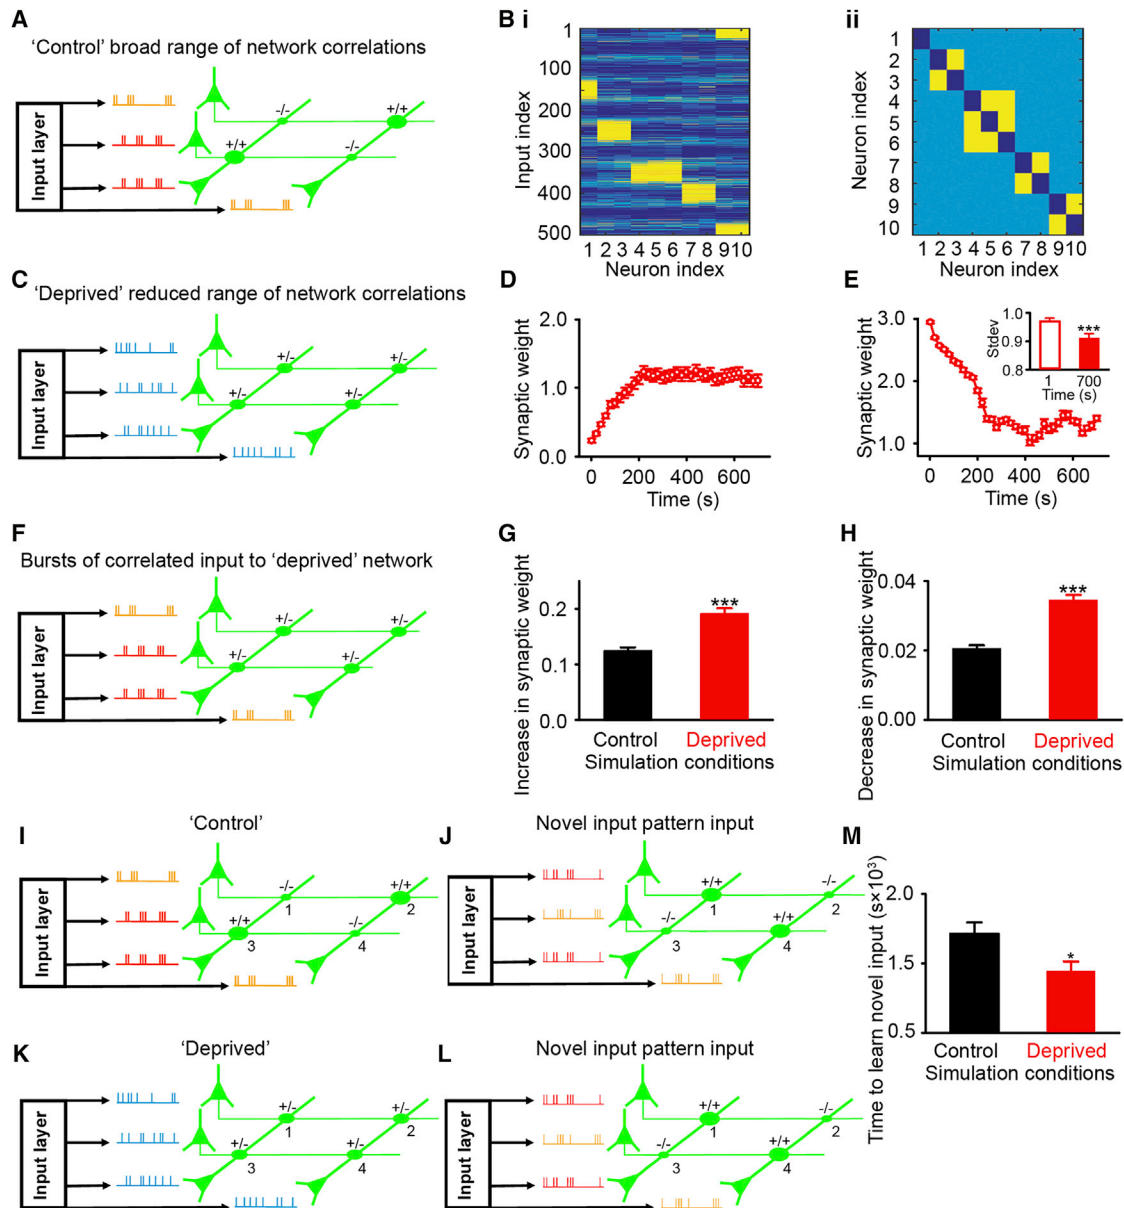 A
'Control' broad range of network correlations
Input layer
-/-
+/+
+/+
-/-
B i
1
100
200
300
400
500
Input index
1 2 3 4 5 6 7 8 9 10
Neuron index
ii
1
2
3
4
5
6
7
8
9
10
Neuron index
1 2 3 4 5 6 7 8 9 10
Neuron index
C
'Deprived' reduced range of network correlations
Input layer
+/-
+/-
+/-
+/-
D
2.0
1.0
0.0
Synaptic weight
0 200 400 600
Time (s)
E
3.0
2.0
1.0
Synaptic weight
0 200 400 600
Time (s)
1.0
0.9
0.8
Stdev
***
1 700
Time (s)
F
Bursts of correlated input to 'deprived' network
Input layer
+/-
+/-
+/-
+/-
G
Increase in synaptic weight
0.2
0.1
0.0
***
Control Deprived
Simulation conditions
H
Decrease in synaptic weight
0.04
0.02
0.00
***
Control Deprived
Simulation conditions
I
'Control'
Input layer
-/-
1
+/+
2
+/+
3
-/-
4
J
Novel input pattern input
Input layer
+/+
1
-/-
2
-/-
3
+/+
4
M
Time to learn novel input (s×10³)
2.0
1.5
0.5
*
Control Deprived
Simulation conditions
K
'Deprived'
Input layer
+/-
1
+/-
2
+/-
3
+/-
4
L
Novel input pattern input
Input layer
+/+
1
-/-
2
-/-
3
+/+
4